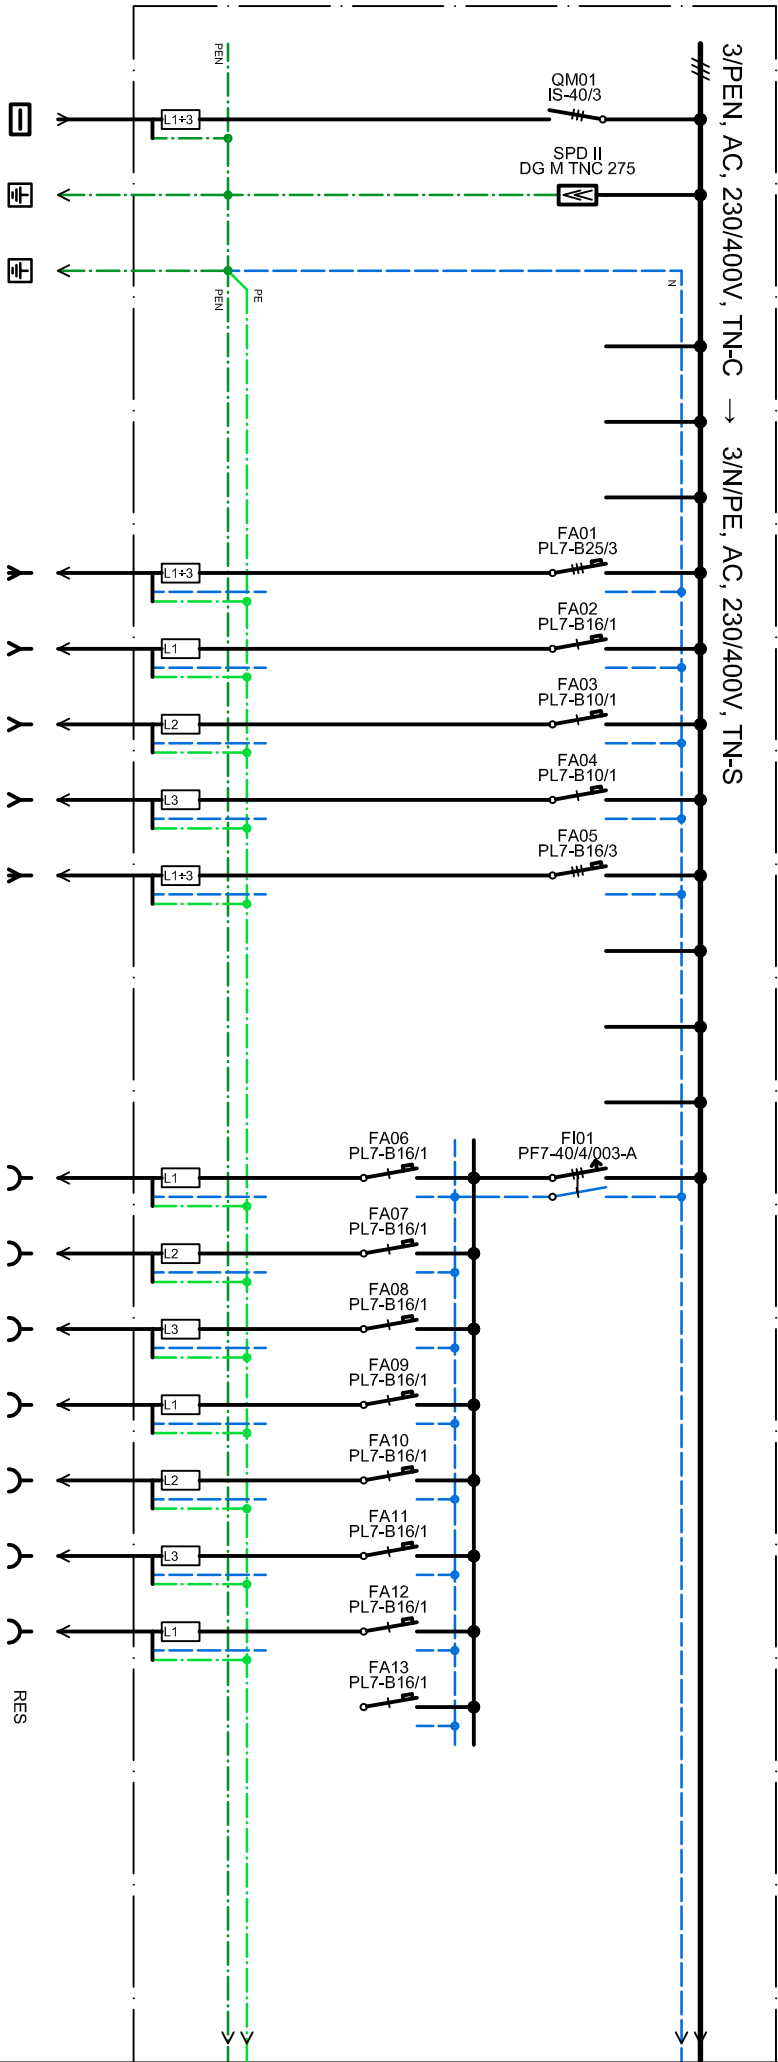 3/PEN, AC, 230/400V, TN-C → 3/N/PE, AC, 230/400V, TN-S
PEN
QM01
IS-40/3
L1÷3
SPD II
DG M TNC 275
PE
PEN
N
FA01
PL7-B25/3
L1÷3
FA02
PL7-B16/1
L1
FA03
PL7-B10/1
L2
FA04
PL7-B10/1
L3
FA05
PL7-B16/3
L1÷3
FI01
PF7-40/4/003-A
FA06
PL7-B16/1
L1
FA07
PL7-B16/1
L2
FA08
PL7-B16/1
L3
FA09
PL7-B16/1
L1
FA10
PL7-B16/1
L2
FA11
PL7-B16/1
L3
FA12
PL7-B16/1
L1
FA13
PL7-B16/1
RES